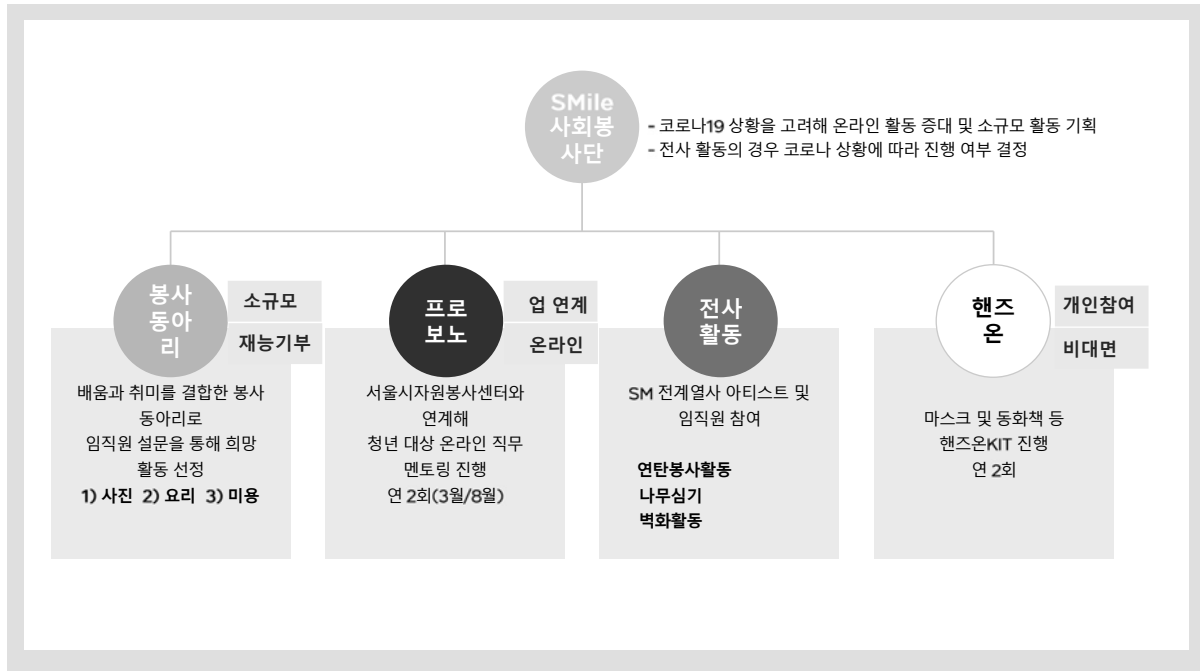 SMile
사회봉
사단
- 코로나19 상황을 고려해 온라인 활동 증대 및 소규모 활동 기획
- 전사 활동의 경우 코로나 상황에 따라 진행 여부 결정
봉사
동아
리
소규모
재능기부
배움과 취미를 결합한 봉사
동아리로
임직원 설문을 통해 희망
활동 선정
1) 사진 2) 요리 3) 미용
프로
보노
업 연계
온라인
서울시자원봉사센터와
연계해
청년 대상 온라인 직무
멘토링 진행
연 2회(3월/8월)
전사
활동
SM 전계열사 아티스트 및
임직원 참여
연탄봉사활동
나무심기
벽화활동
핸즈
온
개인참여
비대면
마스크 및 동화책 등
핸즈온KIT 진행
연 2회